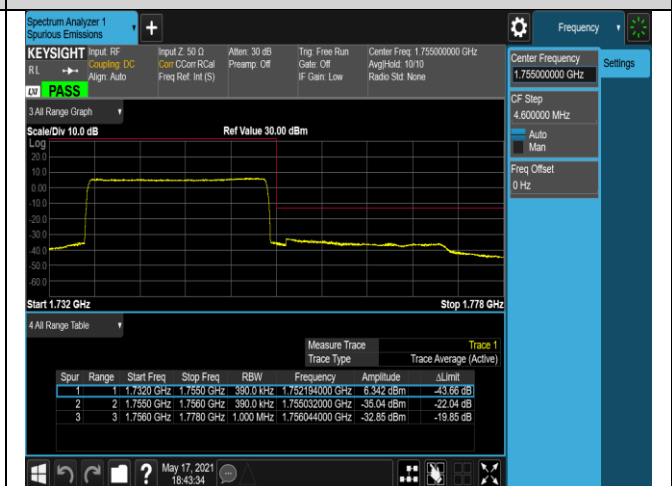 Spectrum Analyzer 1
Spurious Emissions
+
Frequency
KEYSIGHT Input: RF Input Z: 50 Ω Atten: 30 dB Trig: Free Run Center Freq: 1.755000000 GHz
R L Coupling: DC Corr CCorr RCal Preamp: Off Gate: Off Avg|Hold: 10/10
Align: Auto Freq Ref: Int (S) IF Gain: Low Radio Std: None
LXI PASS
Center Frequency
1.755000000 GHz
Settings
CF Step
4.600000 MHz
Auto
Man
Freq Offset
0 Hz
3 All Range Graph
Scale/Div 10.0 dB Ref Value 30.00 dBm
Log
20.0
10.0
0.00
-10.0
-20.0
-30.0
-40.0
-50.0
-60.0
Start 1.732 GHz Stop 1.778 GHz
4 All Range Table
Measure Trace Trace 1
Trace Type Trace Average (Active)
Spur Range Start Freq Stop Freq RBW Frequency Amplitude ΔLimit
1 1 1.7320 GHz 1.7550 GHz 390.0 kHz 1.752194000 GHz 6.342 dBm -43.66 dB
2 2 1.7550 GHz 1.7560 GHz 390.0 kHz 1.755032000 GHz -35.04 dBm -22.04 dB
3 3 1.7560 GHz 1.7780 GHz 1.000 MHz 1.756044000 GHz -32.85 dBm -19.85 dB
? May 17, 2021
18:43:34